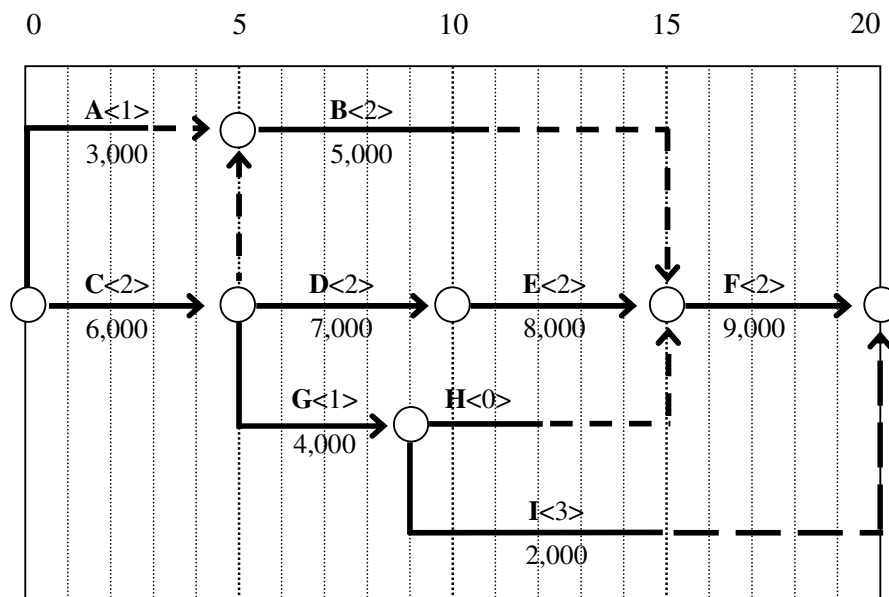 0 5 10 15 20
A<1> B<2>
3,000 5,000
C<2> D<2> E<2> F<2>
6,000 7,000 8,000 9,000
G<1> H<0>
4,000
I<3>
2,000